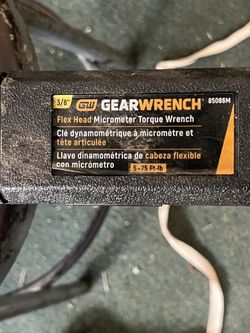 3/8" GW GEARWRENCH® 85086M
Flex Head Micrometer Torque Wrench
Clé dynamométrique à micromètre et
tête articulée
Llave dinamométrica de cabeza flexible
con micrómetro
5-75 Ft-lb